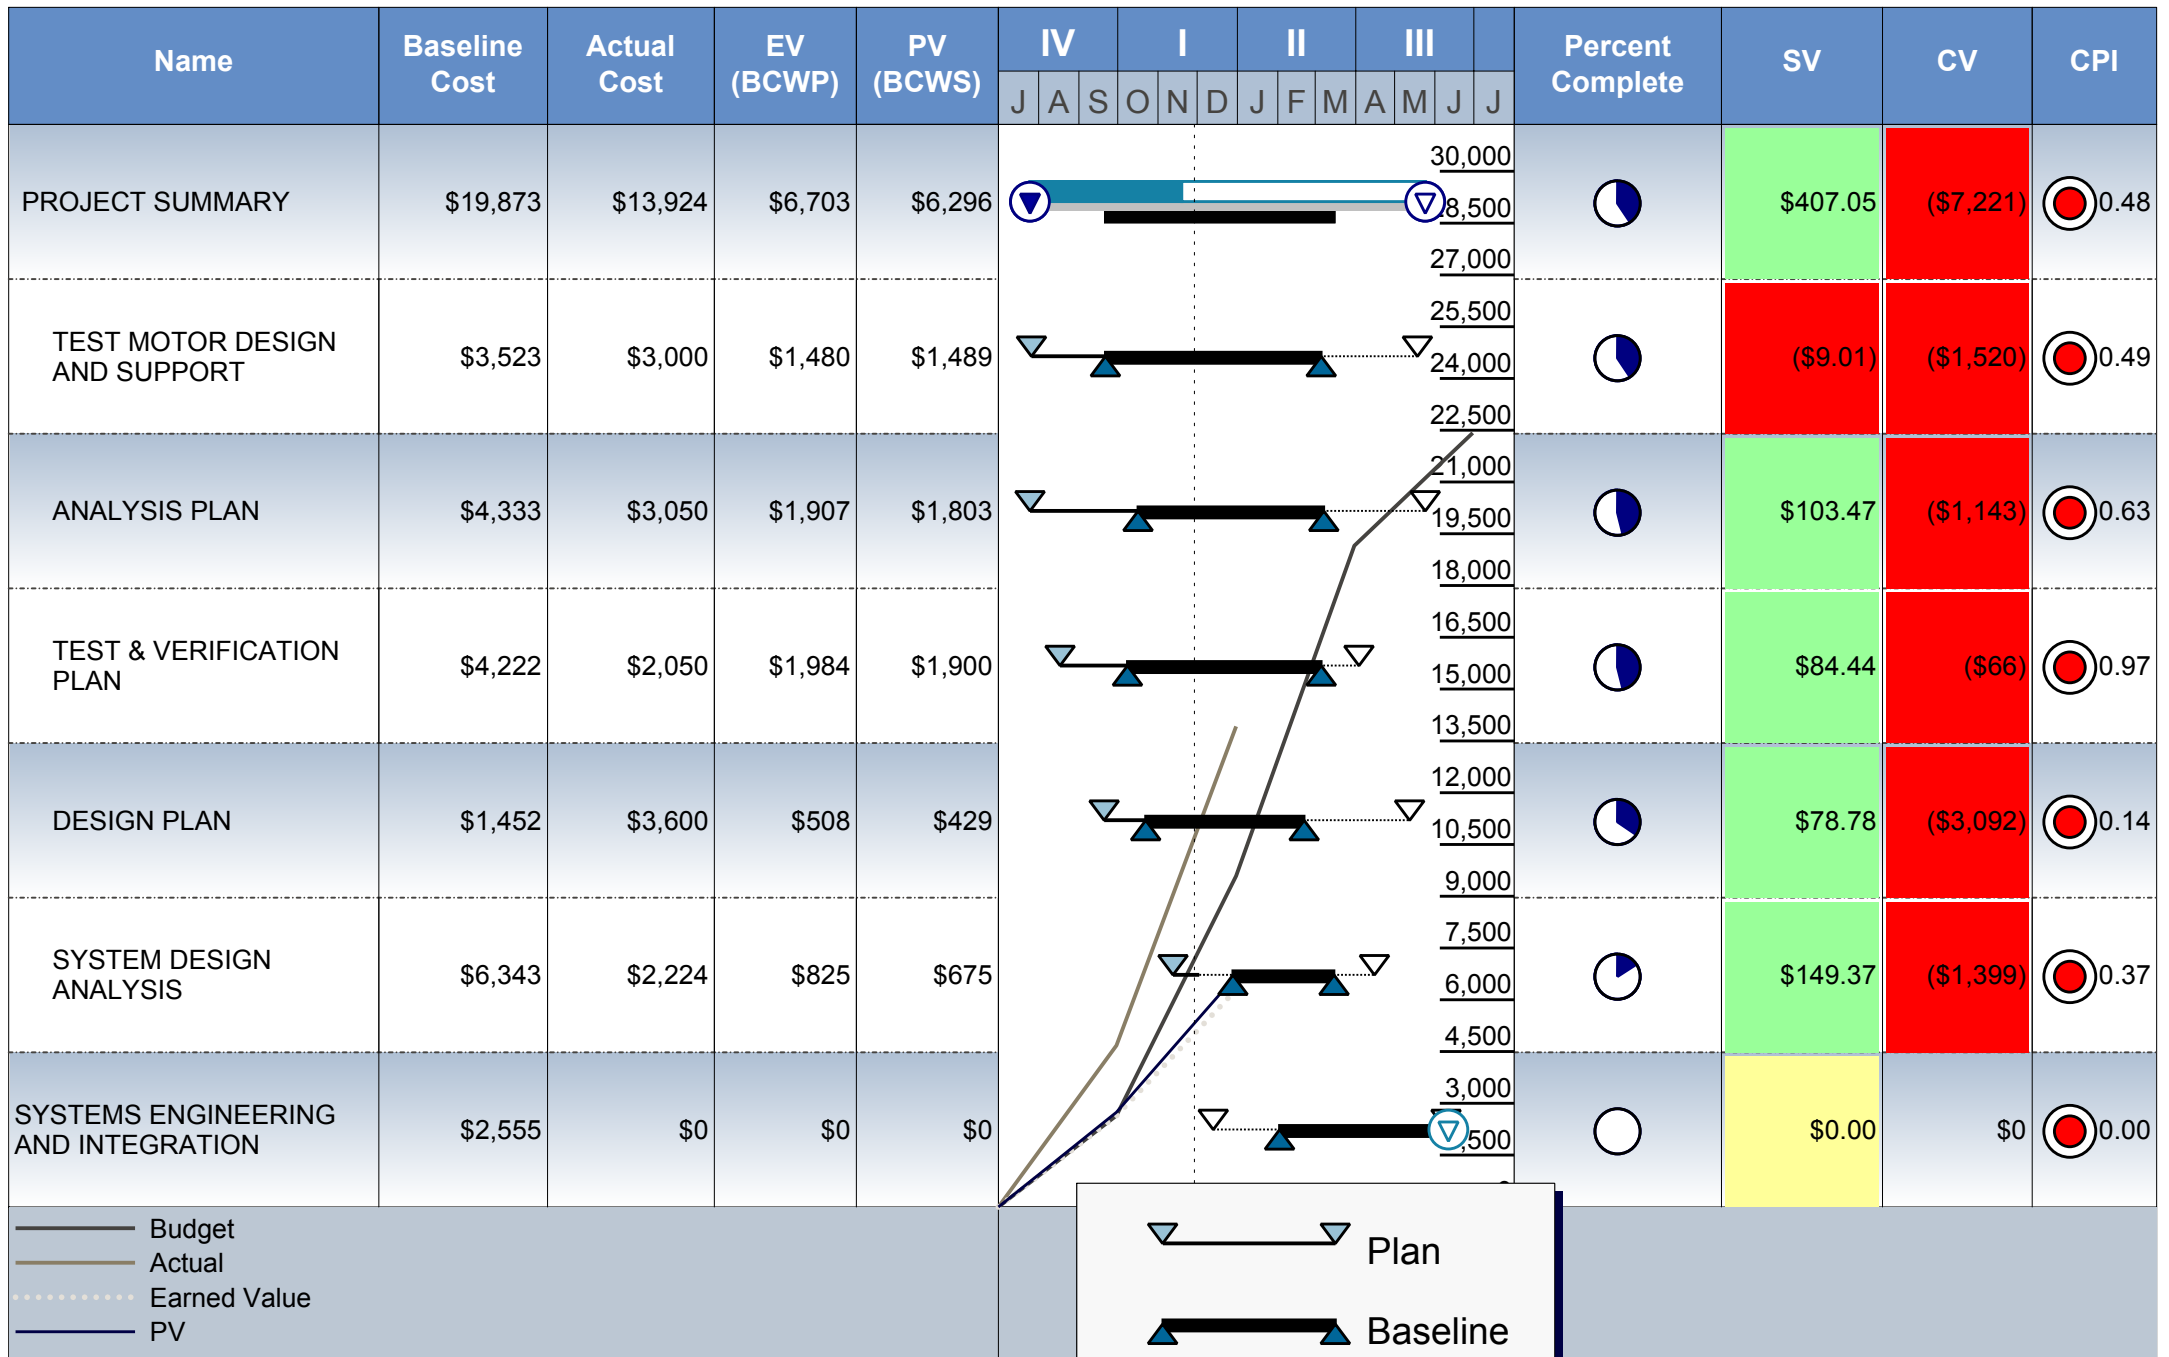 Name Baseline Cost Actual Cost EV (BCWP) PV (BCWS) IV I II III Percent Complete SV CV CPI
J A S O N D J F M A M J J
30,000
PROJECT SUMMARY $19,873 $13,924 $6,703 $6,296 8,500 $407.05 ($7,221) 0.48
27,000
25,500
TEST MOTOR DESIGN
AND SUPPORT $3,523 $3,000 $1,480 $1,489 24,000 ($9.01) ($1,520) 0.49
22,500
21,000
ANALYSIS PLAN $4,333 $3,050 $1,907 $1,803 19,500 $103.47 ($1,143) 0.63
18,000
16,500
TEST & VERIFICATION
PLAN $4,222 $2,050 $1,984 $1,900 15,000 $84.44 ($66) 0.97
13,500
12,000
DESIGN PLAN $1,452 $3,600 $508 $429 10,500 $78.78 ($3,092) 0.14
9,000
7,500
SYSTEM DESIGN
ANALYSIS $6,343 $2,224 $825 $675 6,000 $149.37 ($1,399) 0.37
4,500
3,000
SYSTEMS ENGINEERING
AND INTEGRATION $2,555 $0 $0 $0 ,500 $0.00 $0 0.00
Budget
Actual
Earned Value
PV
Plan
Baseline